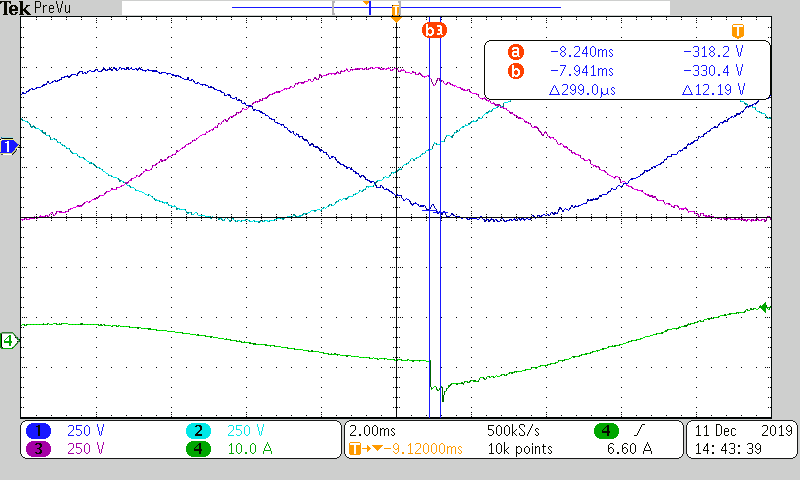 Tek PreVu
T
b a
T
a -8.240ms -318.2 V
b -7.941ms -330.4 V
Δ299.0µs Δ12.19 V
1
4
1 250 V 2 250 V 2.00ms 500kS/s 4 6.60 A 11 Dec 2019
3 250 V 4 10.0 A T→▼-9.12000ms 10k points 14:43:39